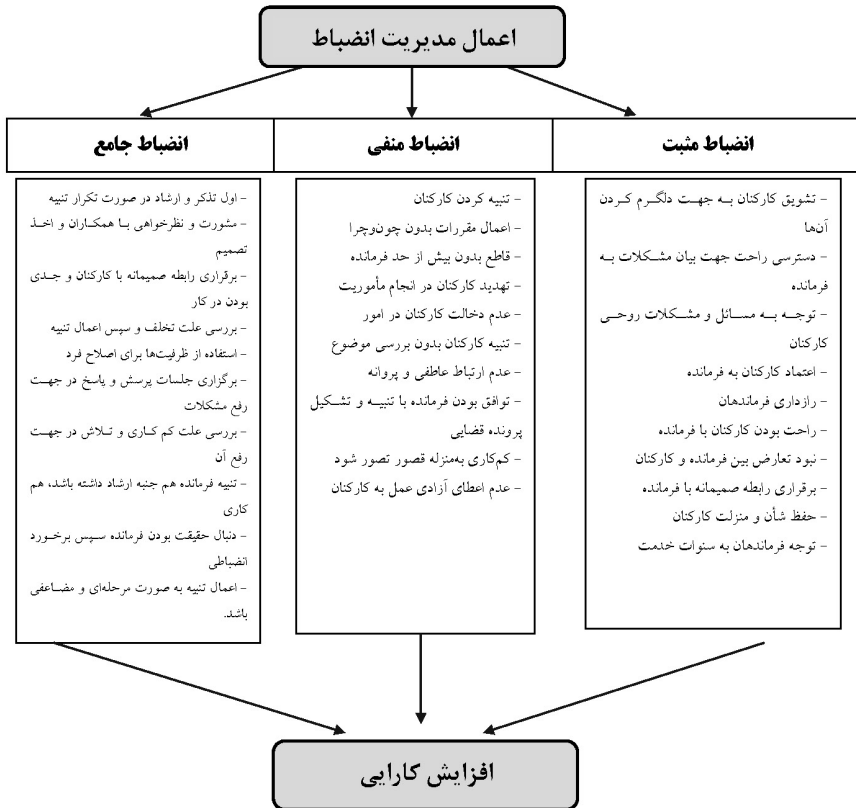 اعمال مدیریت انضباط
انضباط مثبت
انضباط منفی
انضباط جامع
- تشویق کارکنان به جهت دلگرم کردن
آن‌ها
- دسترسی راحت جهت بیان مشکلات به
فرمانده
- توجه به مسائل و مشکلات روحی
کارکنان
- اعتماد کارکنان به فرمانده
- رازداری فرماندهان
- راحت بودن کارکنان با فرمانده
- نبود تعارض بین فرمانده و کارکنان
- برقراری رابطه صمیمانه با فرمانده
- حفظ شأن و منزلت کارکنان
- توجه فرماندهان به سنوات خدمت
- تنبیه کردن کارکنان
- اعمال مقررات بدون چون‌وچرا
- قاطع بدون بیش از حد فرمانده
- تهدید کارکنان در انجام مأموریت
- عدم دخالت کارکنان در امور
- تنبیه کارکنان بدون بررسی موضوع
- عدم ارتباط عاطفی و پروانه
- توافق بودن فرمانده با تنبیه و تشکیل
پرونده قضایی
- کم‌کاری به‌منزله قصور تصور شود
- عدم اعطای آزادی عمل به کارکنان
- اول تذکر و ارشاد در صورت تکرار تنبیه
- مشورت و نظرخواهی با همکاران و اخذ
تصمیم
- برقراری رابطه صمیمانه با کارکنان و جدی
بودن در کار
- بررسی علت تخلف و سپس اعمال تنبیه
- استفاده از ظرفیت‌ها برای اصلاح فرد
- برگزاری جلسات پرسش و پاسخ در جهت
رفع مشکلات
- بررسی علت کم کاری و تلاش در جهت
رفع آن
- تنبیه فرمانده هم جنبه ارشاد داشته باشد، هم
کاری
- دنبال حقیقت بودن فرمانده سپس برخورد
انضباطی
- اعمال تنبیه به صورت مرحله‌ای و مضاعفی
باشد.
افزایش کارایی